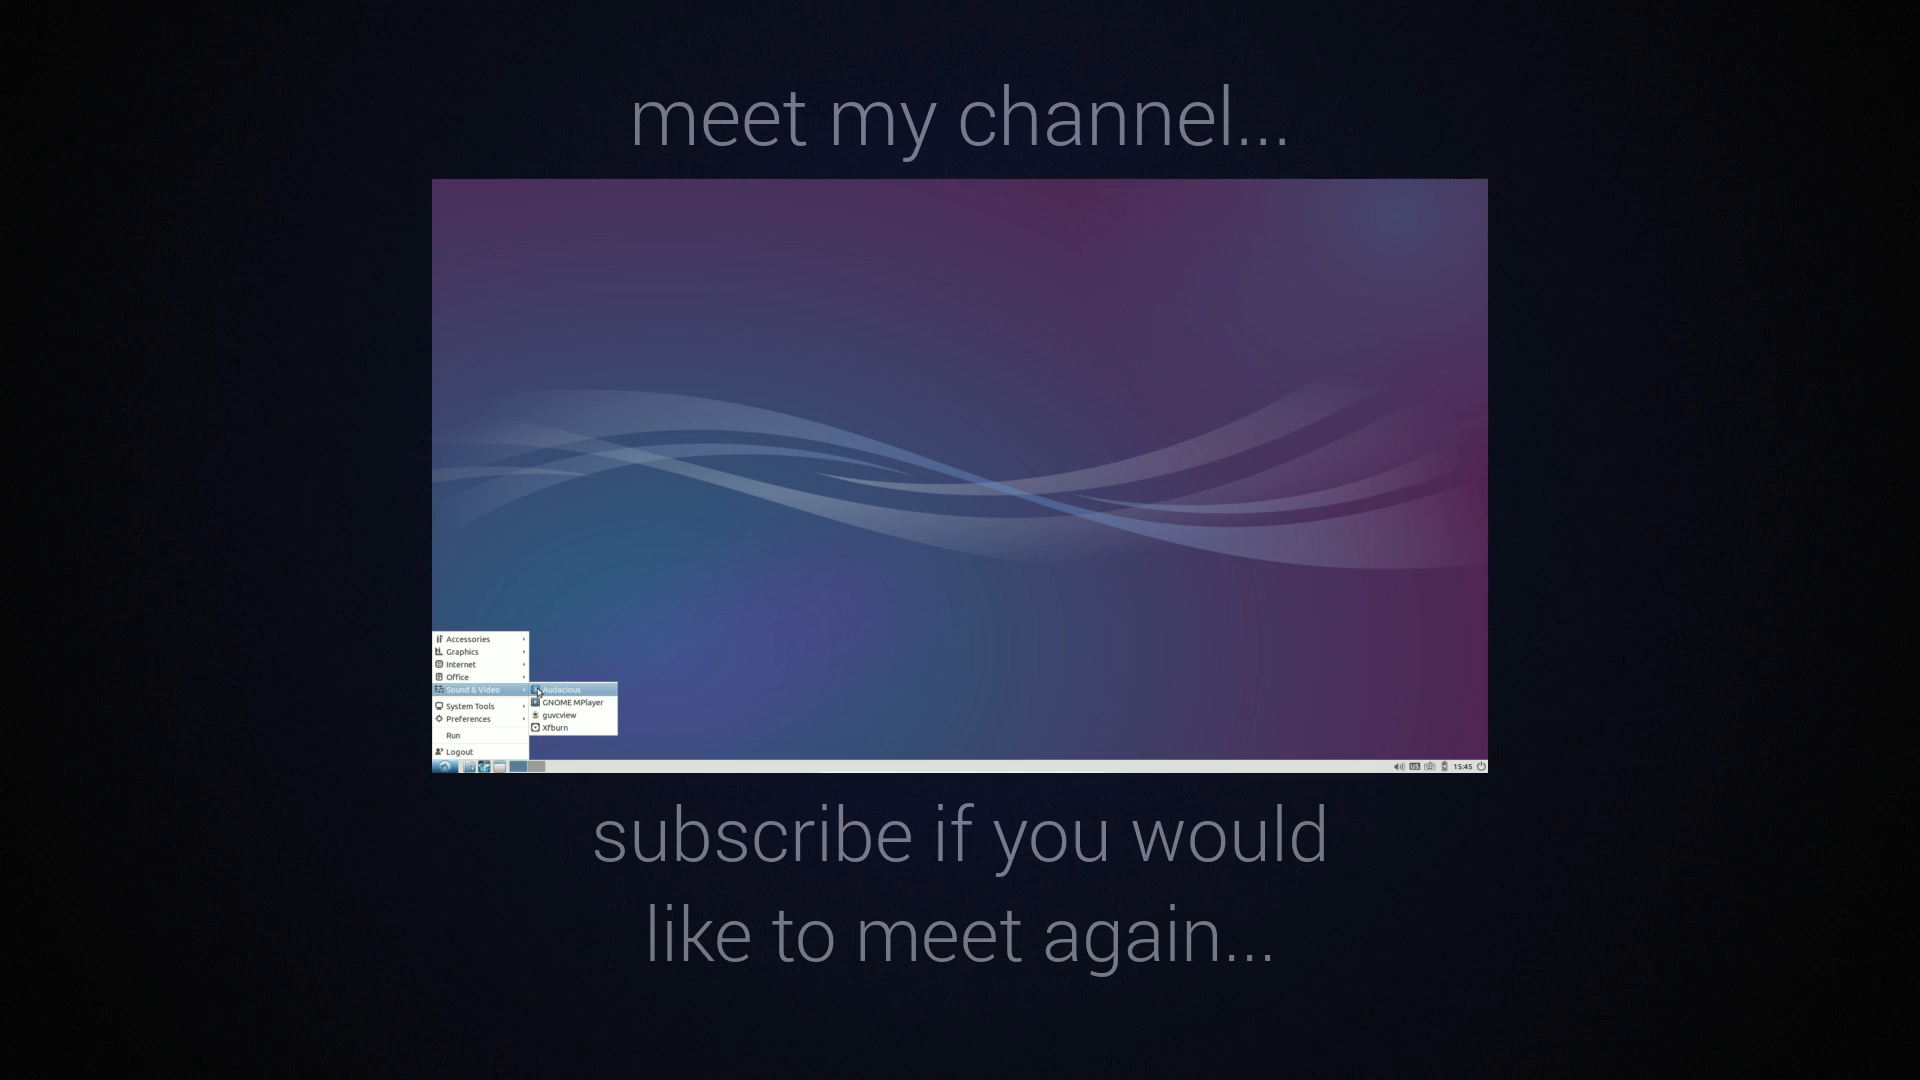 meet my channel...
Accessories
Graphics
Internet
Office
Sound & Video
System Tools
Preferences
Run
Logout
Audacious
GNOME MPlayer
guvcview
Xfburn
US
15:45
subscribe if you would
like to meet again...